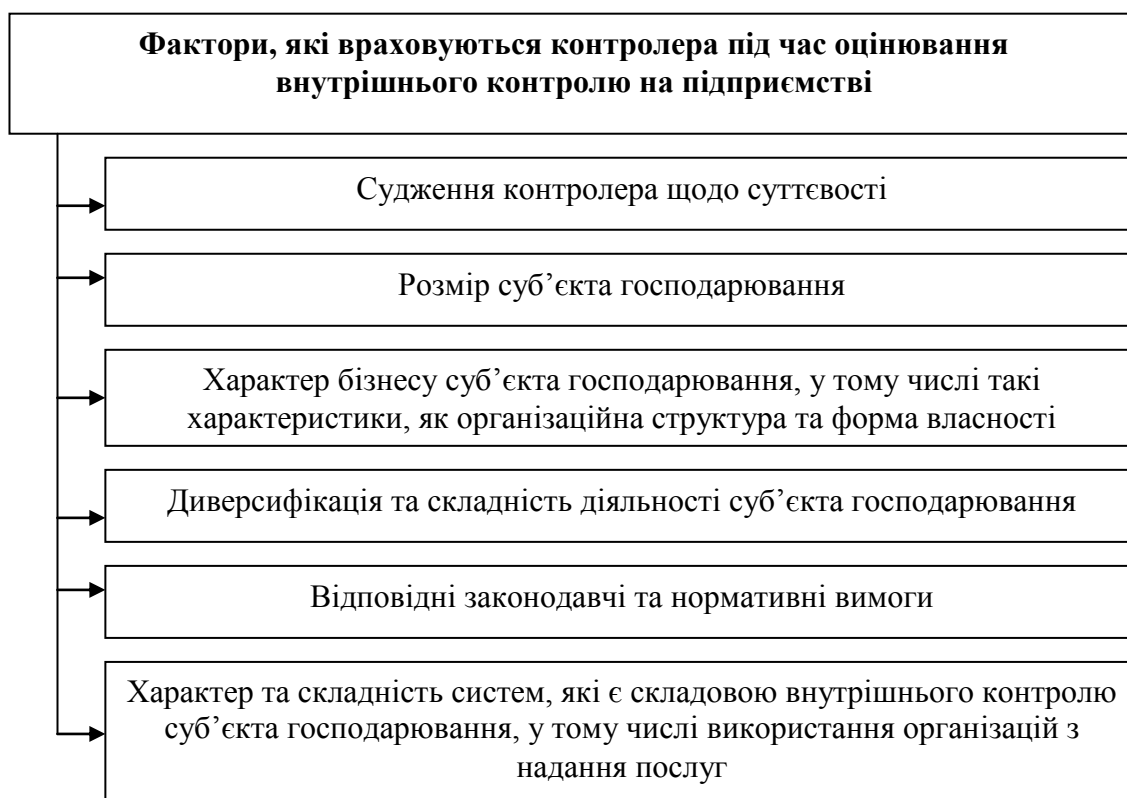 Фактори, які враховуються контролера під час оцінювання
внутрішнього контролю на підприємстві
Судження контролера щодо суттєвості
Розмір суб’єкта господарювання
Характер бізнесу суб’єкта господарювання, у тому числі такі
характеристики, як організаційна структура та форма власності
Диверсифікація та складність діяльності суб’єкта господарювання
Відповідні законодавчі та нормативні вимоги
Характер та складність систем, які є складовою внутрішнього контролю
суб’єкта господарювання, у тому числі використання організацій з
надання послуг